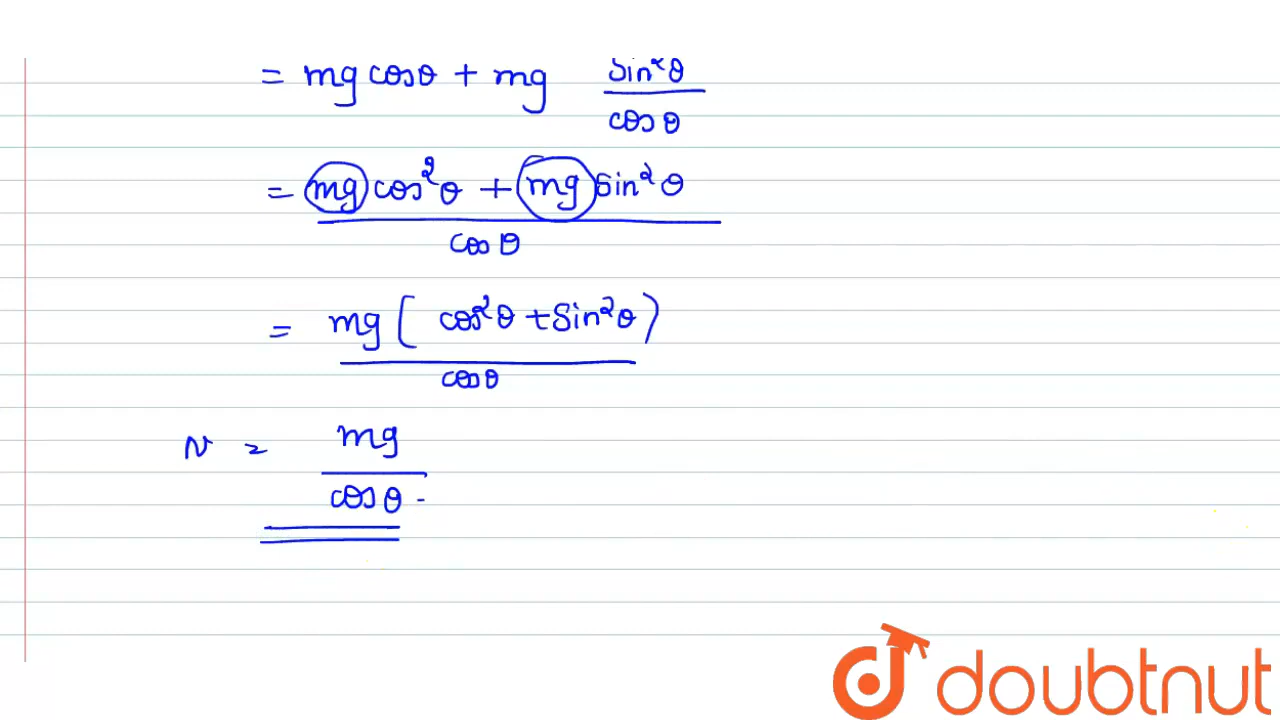 = mg cosθ + mg sin²θ / cosθ
= mg cos²θ + mg sin²θ / cosθ
= mg ( cos²θ + sin²θ ) / cosθ
N = mg / cosθ
doubtnut